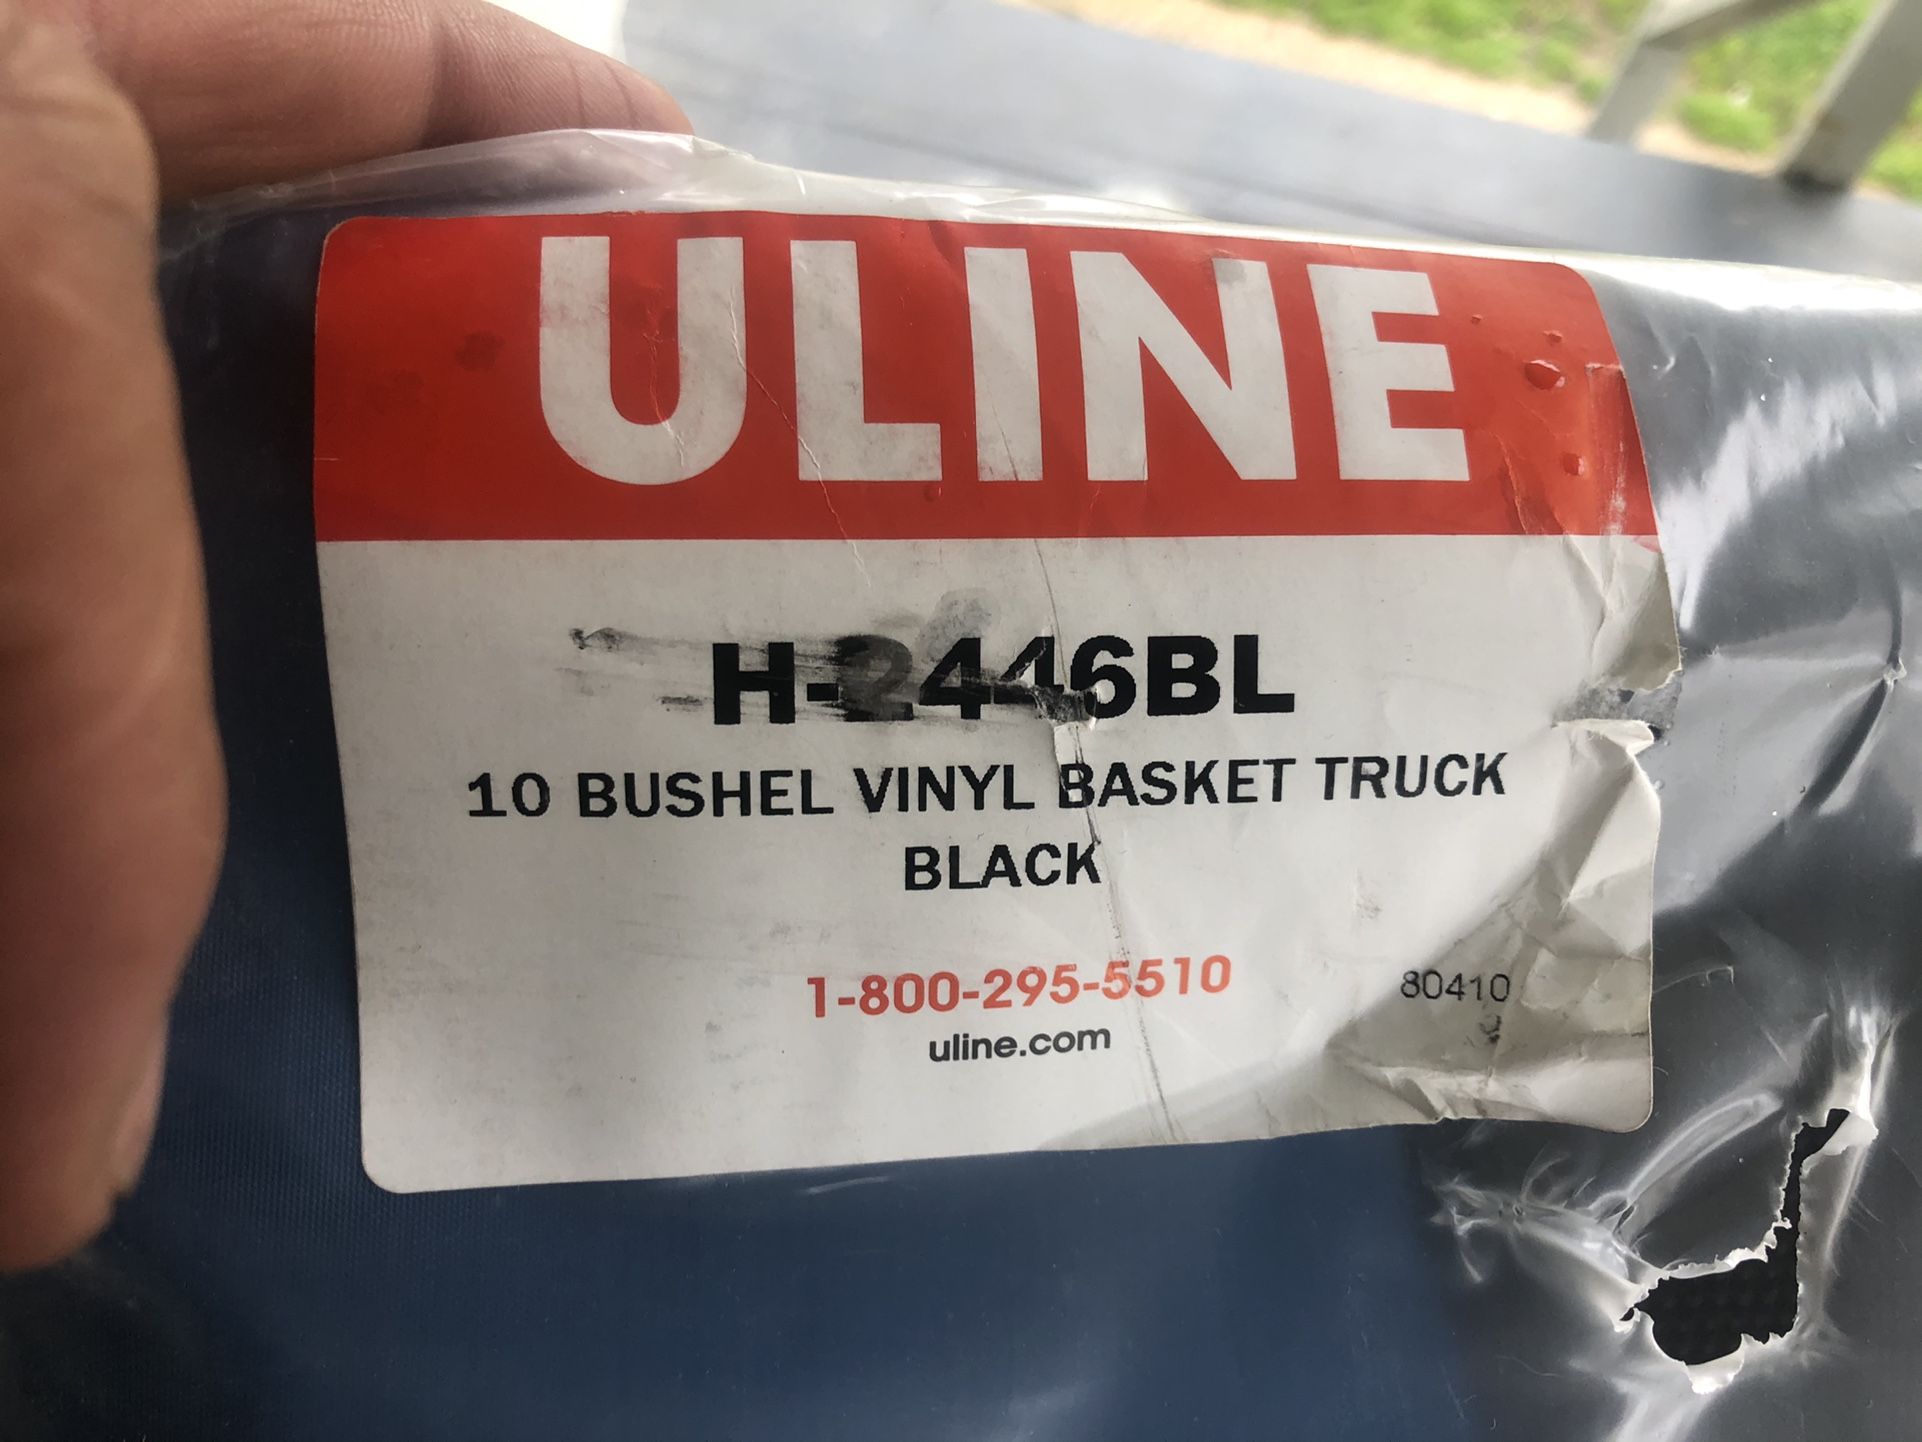 ULINE
H-2446BL
10 BUSHEL VINYL BASKET TRUCK
BLACK
1-800-295-5510
80410
uline.com